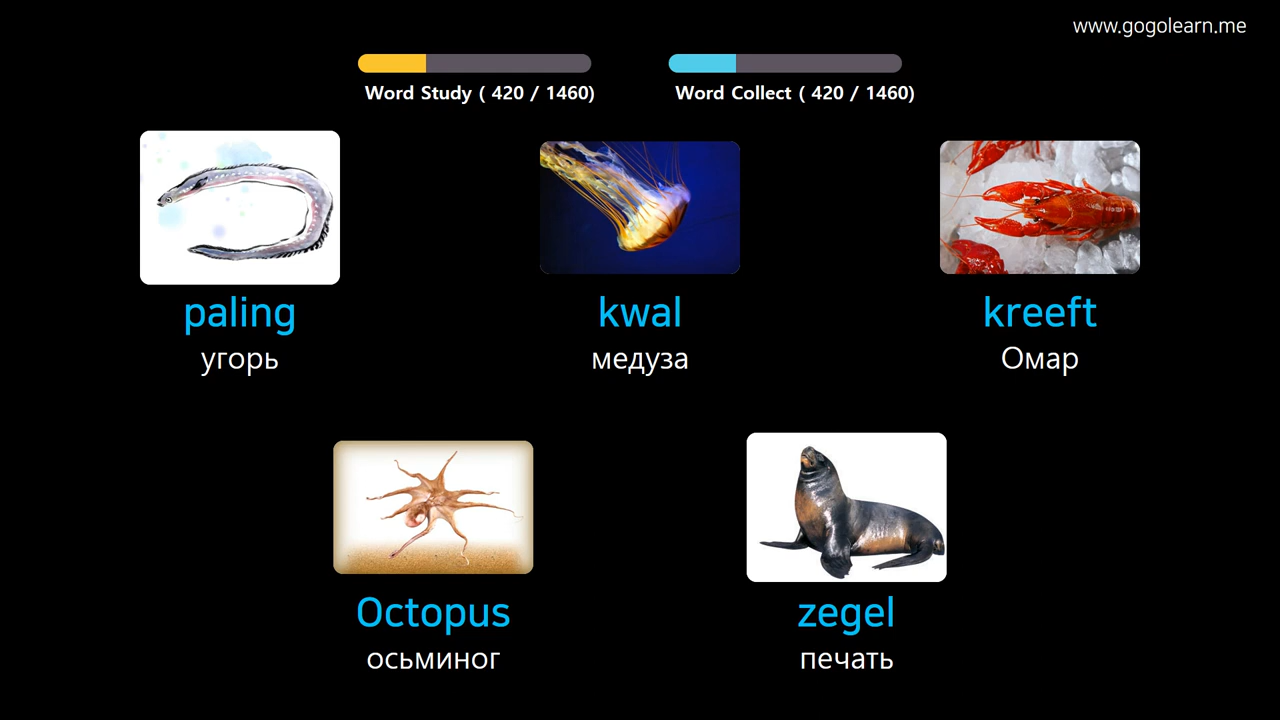 www.gogolearn.me
Word Study ( 420 / 1460)
Word Collect ( 420 / 1460)
paling
угорь
kwal
медуза
kreeft
Омар
Octopus
осьминог
zegel
печать